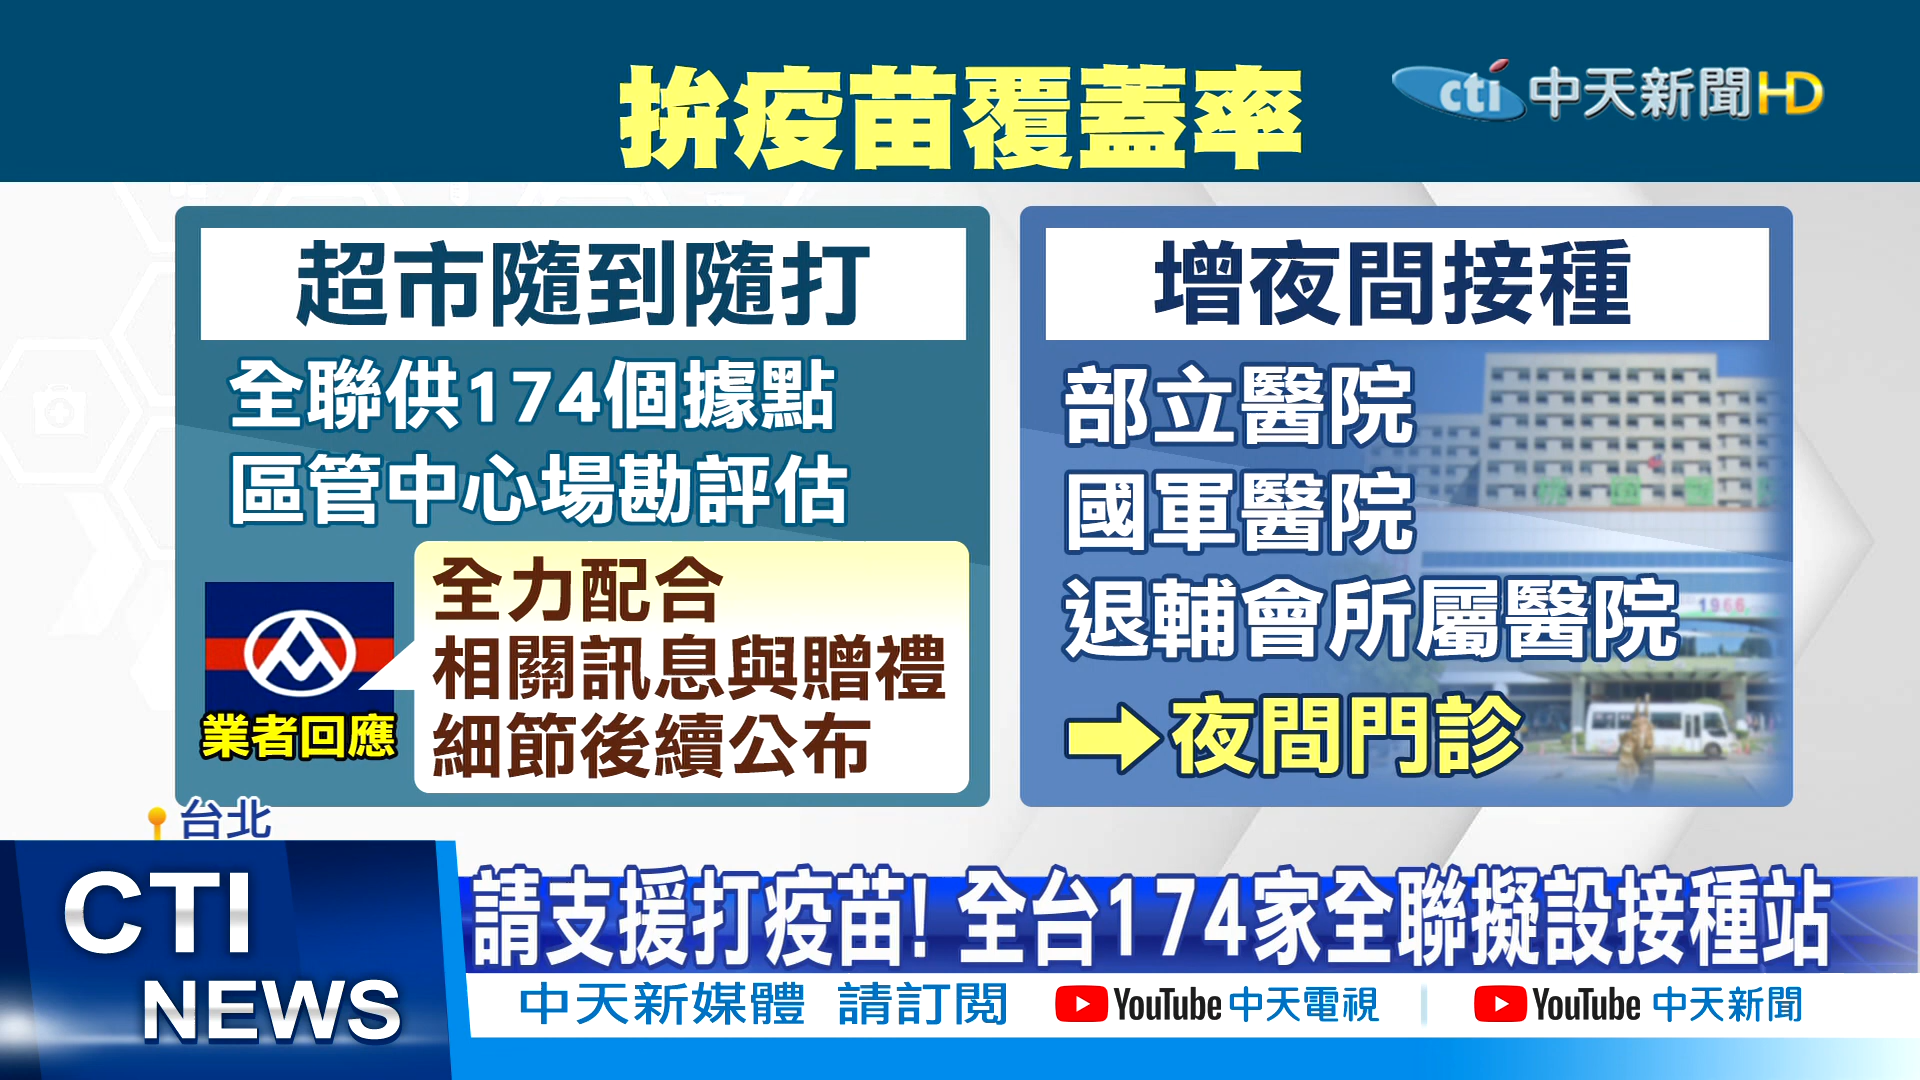 拚疫苗覆蓋率
cti 中天新聞HD
超市隨到隨打
全聯供174個據點
區管中心場勘評估
全力配合
相關訊息與贈禮
細節後續公布
業者回應
增夜間接種
部立醫院
國軍醫院
退輔會所屬醫院
1966
夜間門診
台北
CTI
NEWS
請支援打疫苗! 全台174家全聯擬設接種站
中天新媒體 請訂閱 YouTube 中天電視 | YouTube 中天新聞